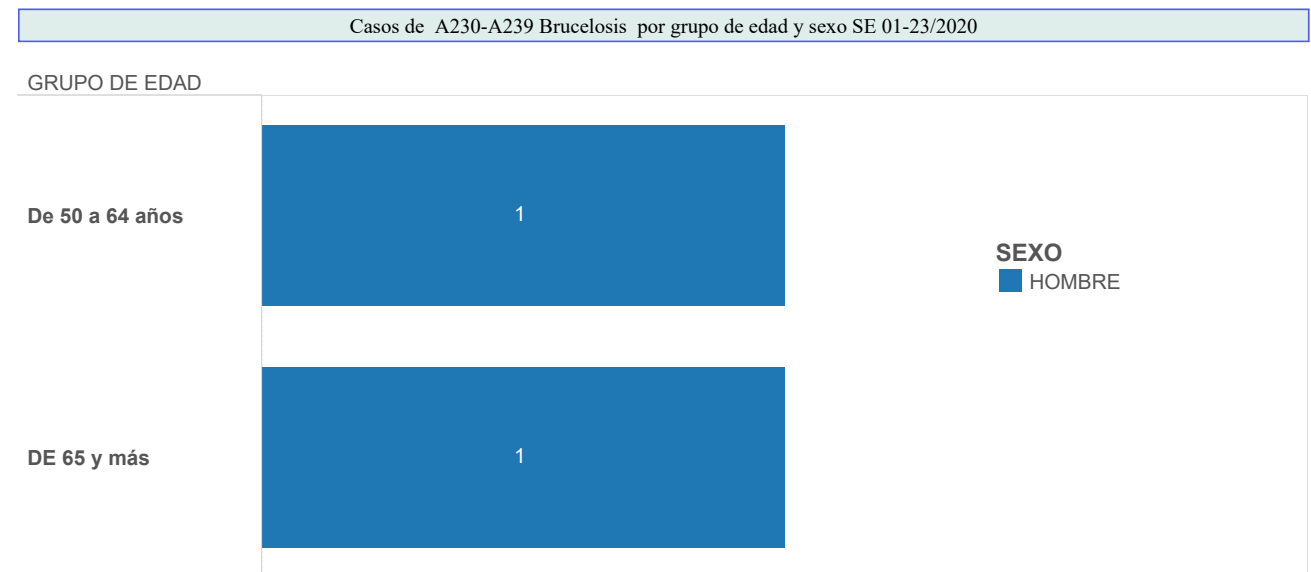 Casos de A230-A239 Brucelosis por grupo de edad y sexo SE 01-23/2020
GRUPO DE EDAD
De 50 a 64 años
1
SEXO
HOMBRE
DE 65 y más
1